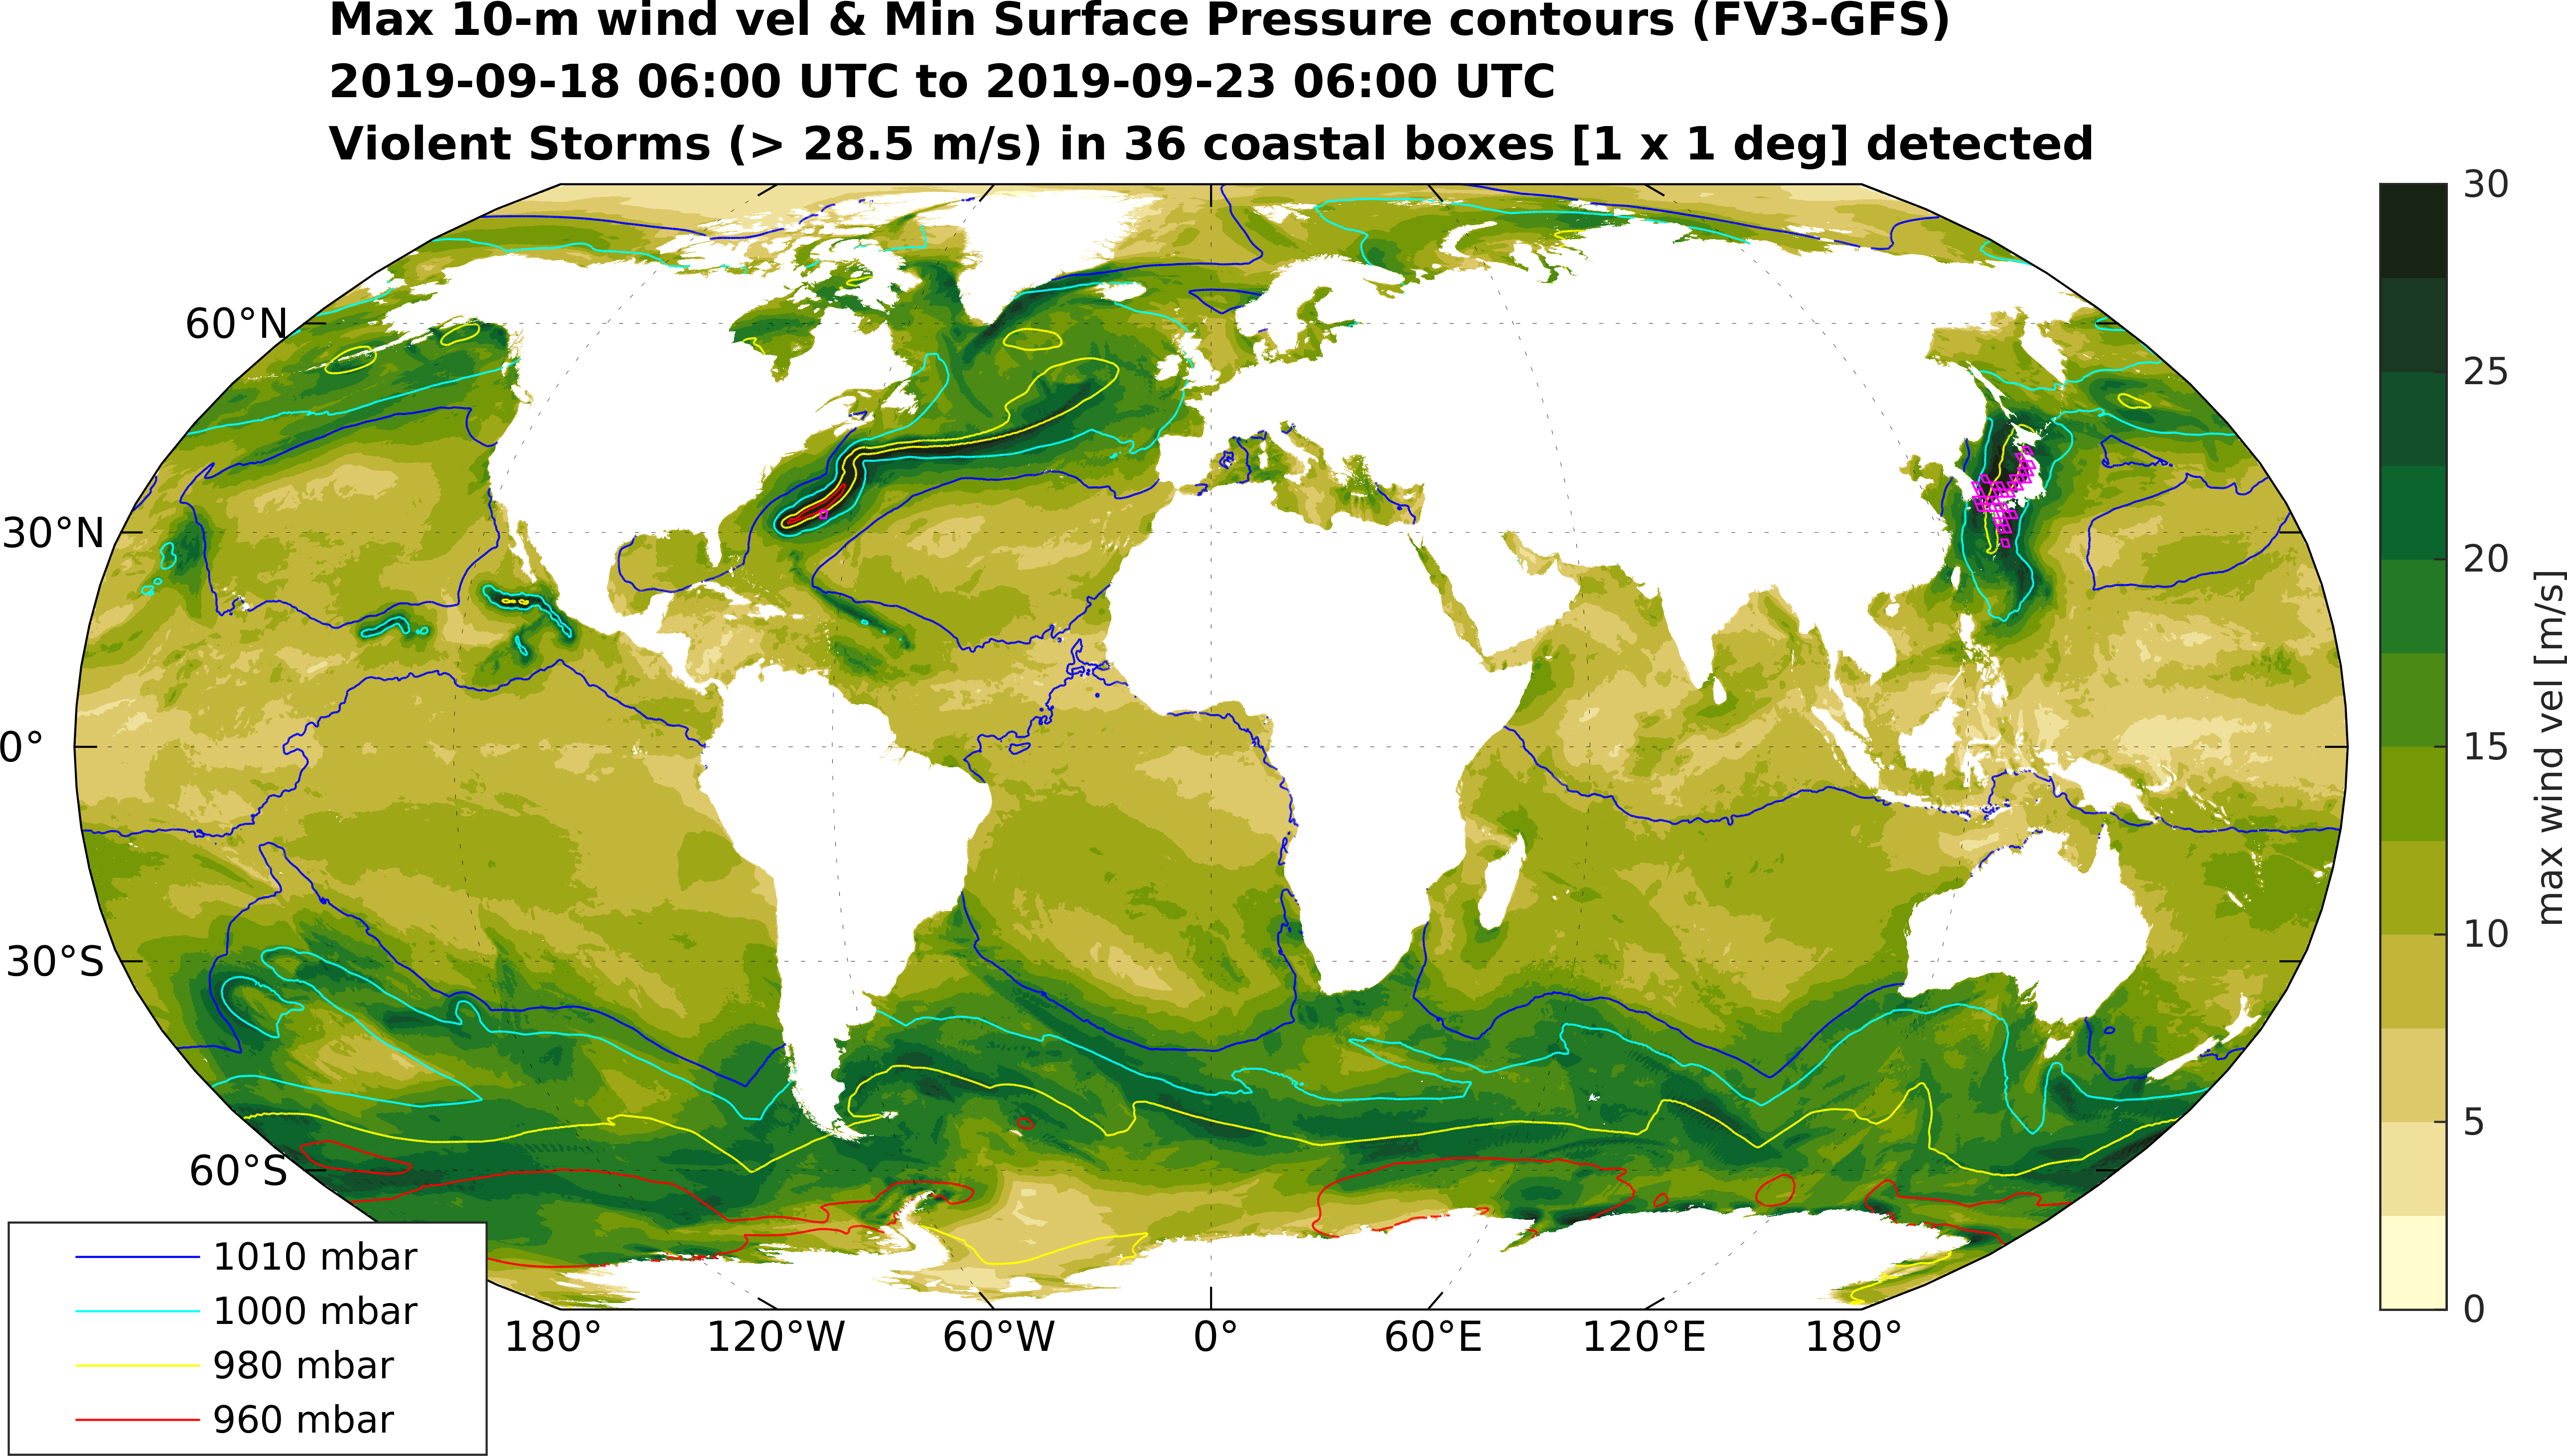 Max 10-m wind vel & Min Surface Pressure contours (FV3-GFS)
2019-09-18 06:00 UTC to 2019-09-23 06:00 UTC
Violent Storms (> 28.5 m/s) in 36 coastal boxes [1 x 1 deg] detected
60°N
30°N
0°
30°S
60°S
180°
120°W
60°W
0°
60°E
120°E
180°
1010 mbar
1000 mbar
980 mbar
960 mbar
30
25
20
15
10
5
0
max wind vel [m/s]